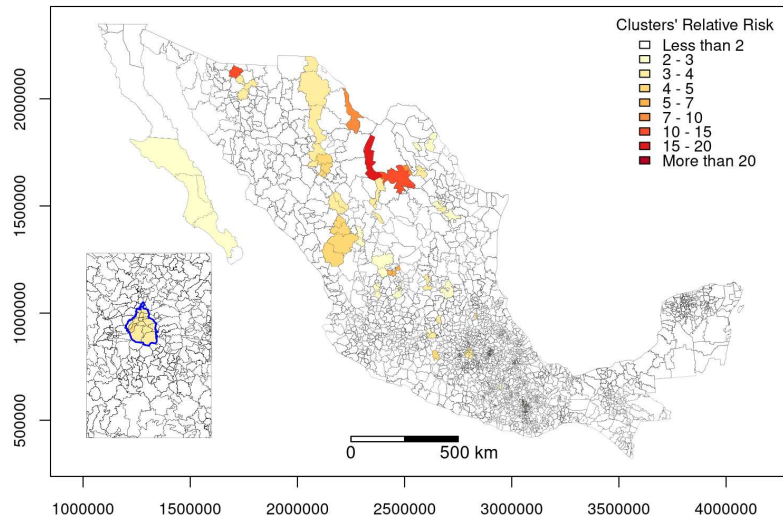 Clusters' Relative Risk
Less than 2
2 - 3
3 - 4
4 - 5
5 - 7
7 - 10
10 - 15
15 - 20
More than 20
2000000
1500000
1000000
500000
0 500 km
1000000 1500000 2000000 2500000 3000000 3500000 4000000